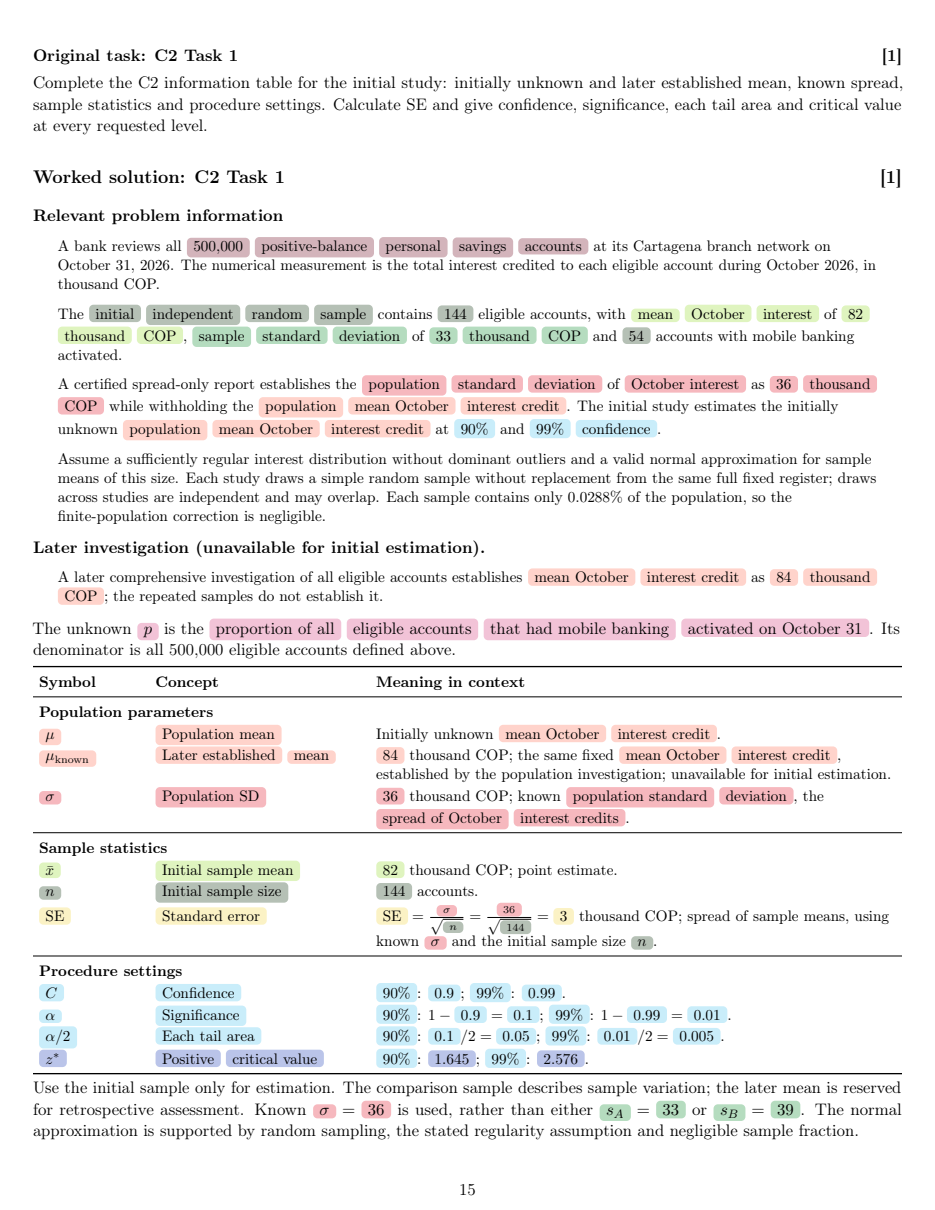 Original task: C2 Task 1 [1]
Complete the C2 information table for the initial study: initially unknown and later established mean, known spread,
sample statistics and procedure settings. Calculate SE and give confidence, significance, each tail area and critical value
at every requested level.
Worked solution: C2 Task 1 [1]
Relevant problem information
A bank reviews all 500,000 positive-balance personal savings accounts at its Cartagena branch network on
October 31, 2026. The numerical measurement is the total interest credited to each eligible account during October 2026, in
thousand COP.
The initial independent random sample contains 144 eligible accounts, with mean October interest of 82
thousand COP, sample standard deviation of 33 thousand COP and 54 accounts with mobile banking
activated.
A certified spread-only report establishes the population standard deviation of October interest as 36 thousand
COP while withholding the population mean October interest credit. The initial study estimates the initially
unknown population mean October interest credit at 90% and 99% confidence.
Assume a sufficiently regular interest distribution without dominant outliers and a valid normal approximation for sample
means of this size. Each study draws a simple random sample without replacement from the same full fixed register; draws
across studies are independent and may overlap. Each sample contains only 0.0288% of the population, so the
finite-population correction is negligible.
Later investigation (unavailable for initial estimation).
A later comprehensive investigation of all eligible accounts establishes mean October interest credit as 84 thousand
COP; the repeated samples do not establish it.
The unknown p is the proportion of all eligible accounts that had mobile banking activated on October 31. Its
denominator is all 500,000 eligible accounts defined above.
Symbol Concept Meaning in context
Population parameters
μ Population mean Initially unknown mean October interest credit.
μ_known Later established mean 84 thousand COP; the same fixed mean October interest credit,
established by the population investigation; unavailable for initial estimation.
σ Population SD 36 thousand COP; known population standard deviation, the
spread of October interest credits.
Sample statistics
x̄ Initial sample mean 82 thousand COP; point estimate.
n Initial sample size 144 accounts.
SE Standard error SE = σ/√n = 36/√144 = 3 thousand COP; spread of sample means, using
known σ and the initial sample size n.
Procedure settings
C Confidence 90%: 0.9; 99%: 0.99.
α Significance 90%: 1 − 0.9 = 0.1; 99%: 1 − 0.99 = 0.01.
α/2 Each tail area 90%: 0.1/2 = 0.05; 99%: 0.01/2 = 0.005.
z* Positive critical value 90%: 1.645; 99%: 2.576.
Use the initial sample only for estimation. The comparison sample describes sample variation; the later mean is reserved
for retrospective assessment. Known σ = 36 is used, rather than either s_A = 33 or s_B = 39. The normal
approximation is supported by random sampling, the stated regularity assumption and negligible sample fraction.
15